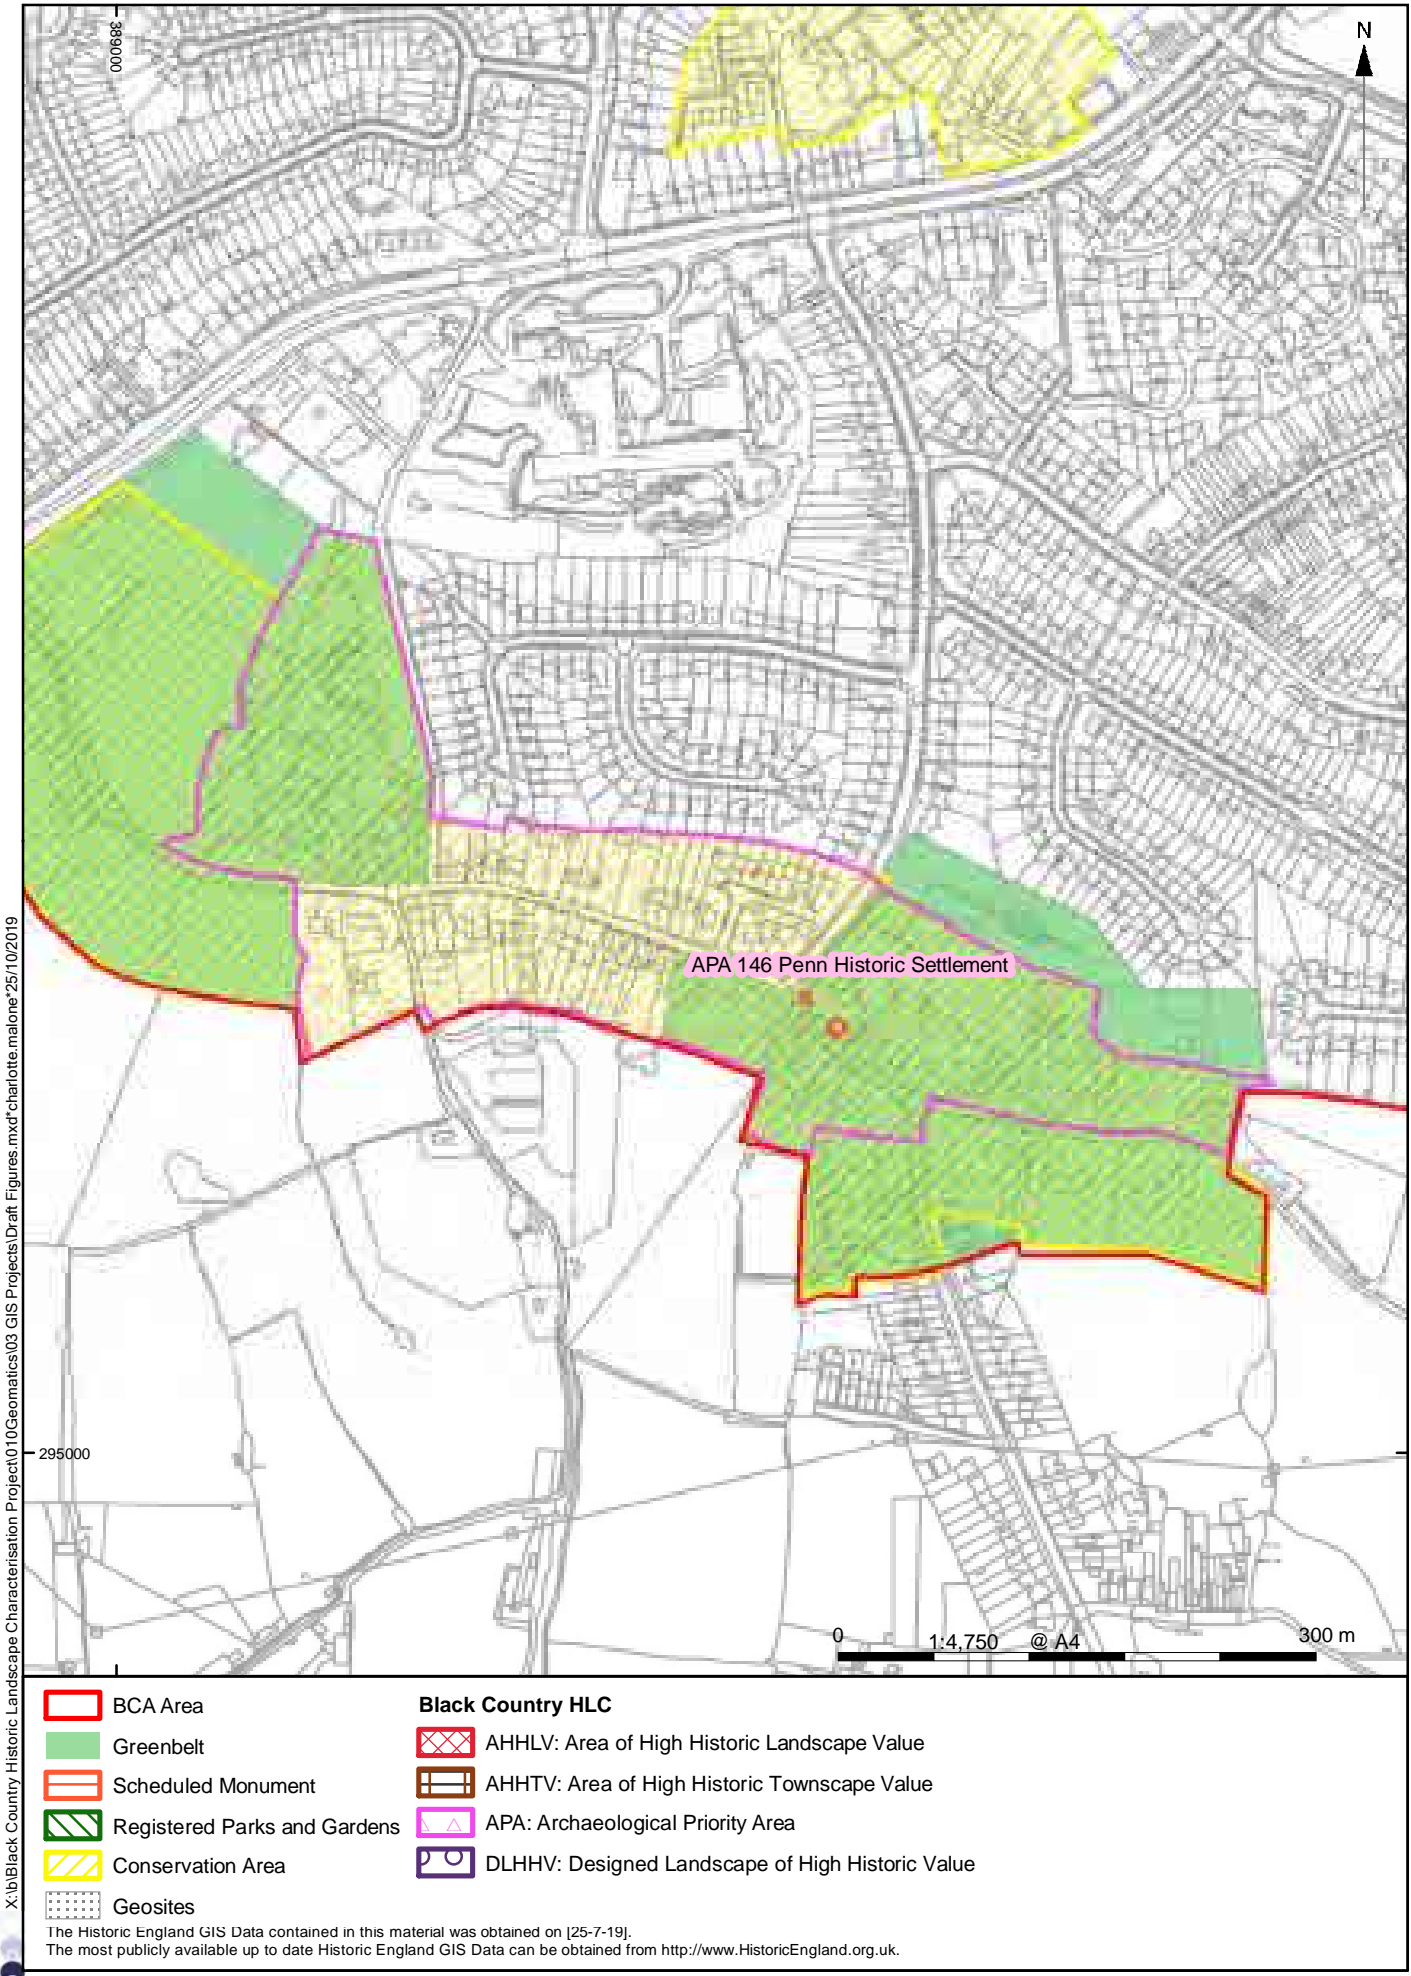 389000
N
APA 146 Penn Historic Settlement
295000
0 1:4,750 @ A4 300 m
X:\b\Black Country Historic Landscape Characterisation Project\010Geomatics\03 GIS Projects\Draft Figures.mxd*charlotte.malone*25/10/2019
BCA Area
Greenbelt
Scheduled Monument
Registered Parks and Gardens
Conservation Area
Geosites
Black Country HLC
AHHLV: Area of High Historic Landscape Value
AHHTV: Area of High Historic Townscape Value
APA: Archaeological Priority Area
DLHHV: Designed Landscape of High Historic Value
The Historic England GIS Data contained in this material was obtained on [25-7-19].
The most publicly available up to date Historic England GIS Data can be obtained from http://www.HistoricEngland.org.uk.